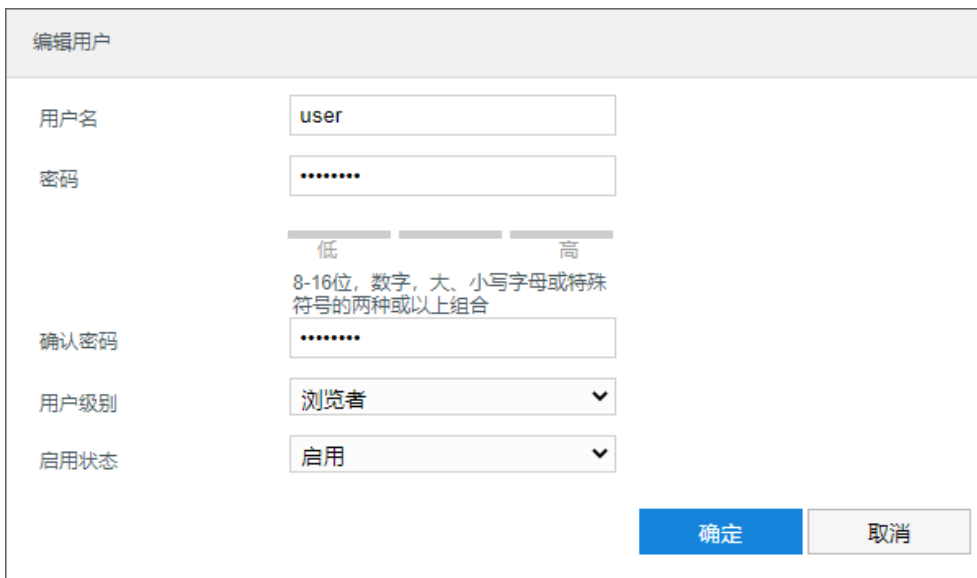 编辑用户
用户名 user
密码 ••••••••
低 高
8-16位，数字，大、小写字母或特殊
符号的两种或以上组合
确认密码 ••••••••
用户级别 浏览者
启用状态 启用
确定 取消